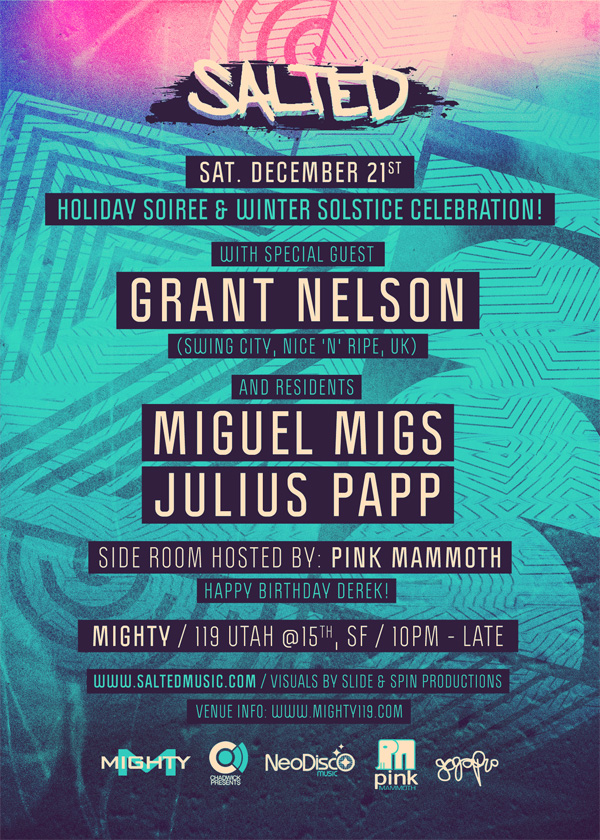 SALTED
SAT. DECEMBER 21ST
HOLIDAY SOIREE & WINTER SOLSTICE CELEBRATION!
WITH SPECIAL GUEST
GRANT NELSON
(SWING CITY, NICE 'N' RIPE, UK)
AND RESIDENTS
MIGUEL MIGS
JULIUS PAPP
SIDE ROOM HOSTED BY: PINK MAMMOTH
HAPPY BIRTHDAY DEREK!
MIGHTY / 119 UTAH @15TH, SF / 10PM - LATE
WWW.SALTEDMUSIC.COM / VISUALS BY SLIDE & SPIN PRODUCTIONS
VENUE INFO: WWW.MIGHTY119.COM
MIGHTY
CHADWICK
PRESENTS
NeoDisco
MUSIC
pink
MAMMOTH